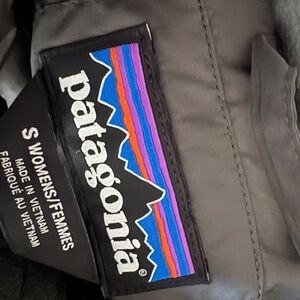 patagonia®
S WOMENS/FEMMES
MADE IN VIETNAM
FABRIQUÉ AU VIETNAM